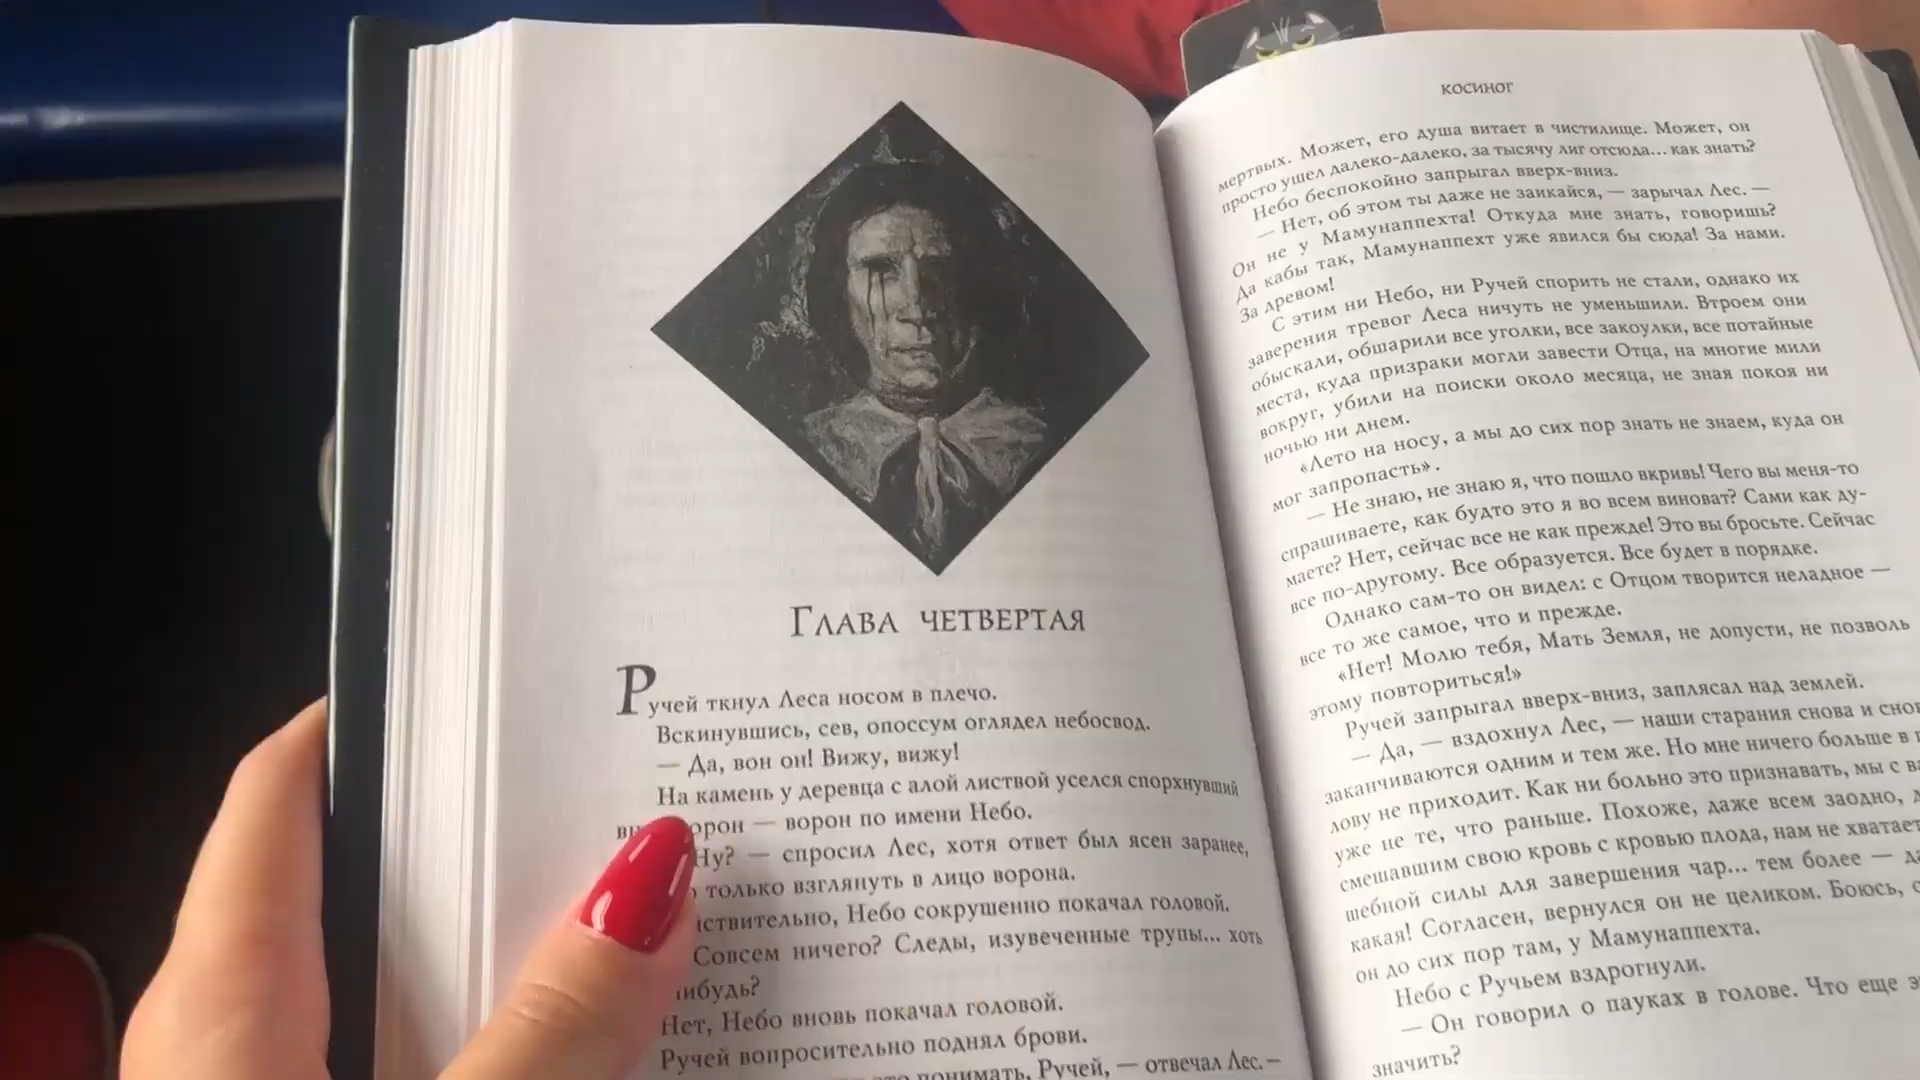 Глава четвертая
Ручей ткнул Леса носом в плечо.
Вскинувшись, сев, опоссум оглядел небосвод.
— Да, вон он! Вижу, вижу!
На камень у деревца с алой листвой уселся спорхнувший
— ворон по имени Небо.
Ну? — спросил Лес, хотя ответ был ясен заранее,
только взглянуть в лицо ворона.
Небо сокрушенно покачал головой.
Совсем ничего? Следы, изувеченные трупы... хоть
Нет, Небо вновь покачал головой.
Ручей вопросительно поднял брови.
понимать, Ручей, — отвечал Лес. —
КОСИНОГ
мертвых. Может, его душа витает в чистилище. Может, он
просто ушел далеко-далеко, за тысячу лиг отсюда... как знать?
Небо беспокойно запрыгал вверх-вниз.
— Нет, об этом ты даже не заикайся, — зарычал Лес. —
Он не у Мамунаппехта! Откуда мне знать, говоришь?
Да кабы так, Мамунаппехт уже явился бы сюда! За нами.
За древом!
С этим ни Небо, ни Ручей спорить не стали, однако их
заверения тревог Леса ничуть не уменьшили. Втроем они
обыскали, обшарили все уголки, все закоулки, все потайные
места, куда призраки могли завести Отца, на многие мили
вокруг, убили на поиски около месяца, не зная покоя ни
ночью ни днем.
«Лето на носу, а мы до сих пор знать не знаем, куда он
мог запропасть».
— Не знаю, не знаю я, что пошло вкривь! Чего вы меня-то
спрашиваете, как будто это я во всем виноват? Сами как ду-
маете? Нет, сейчас все не как прежде! Это вы бросьте. Сейчас
все по-другому. Все образуется. Все будет в порядке.
Однако сам-то он видел: с Отцом творится неладное —
все то же самое, что и прежде.
«Нет! Молю тебя, Мать Земля, не допусти, не позволь
этому повториться!»
Ручей запрыгал вверх-вниз, заплясал над землей.
— Да, — вздохнул Лес, — наши старания снова и
заканчиваются одним и тем же. Но мне ничего больше в
лову не приходит. Как ни больно это признавать, мы с
уже не те, что раньше. Похоже, даже всем заодно,
смешавшим свою кровь с кровью плода, нам не хватает
шебной силы для завершения чар... тем более —
какая! Согласен, вернулся он не целиком. Боюсь,
он до сих пор там, у Мамунаппехта.
Небо с Ручьем вздрогнули.
— Он говорил о пауках в голове. Что еще
значить?